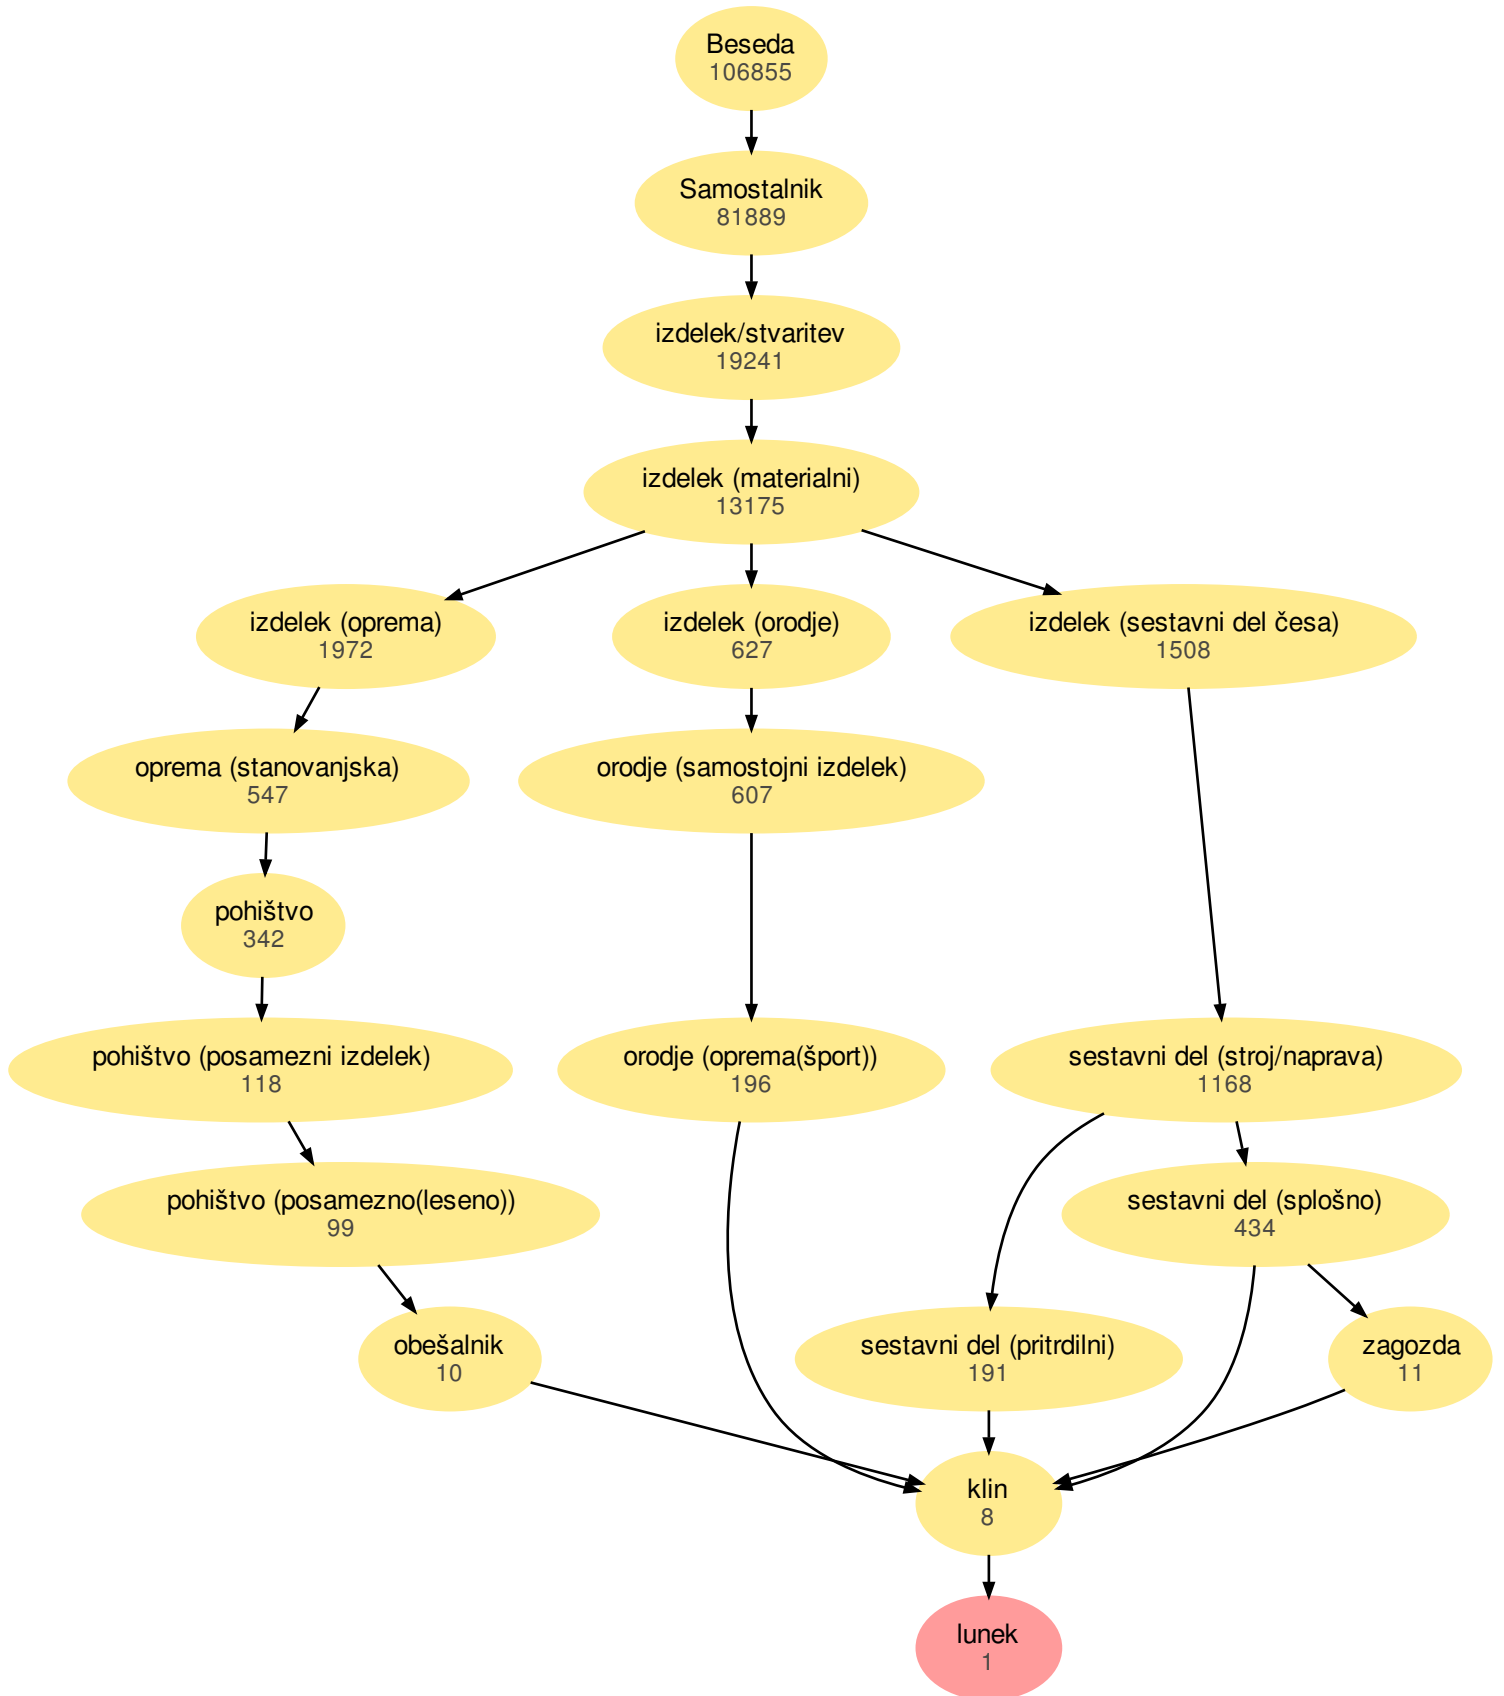 Beseda
106855
Samostalnik
81889
izdelek/stvaritev
19241
izdelek (materialni)
13175
izdelek (oprema)
1972
izdelek (orodje)
627
izdelek (sestavni del česa)
1508
oprema (stanovanjska)
547
orodje (samostojni izdelek)
607
pohištvo
342
pohištvo (posamezni izdelek)
118
orodje (oprema(šport))
196
sestavni del (stroj/naprava)
1168
pohištvo (posamezno(leseno))
99
sestavni del (splošno)
434
obešalnik
10
sestavni del (pritrdilni)
191
zagozda
11
klin
8
lunek
1